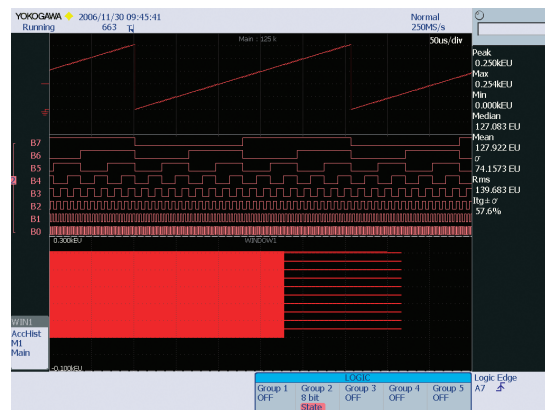 YOKOGAWA 2006/11/30 09:45:41
Normal
Running 663
250MS/s
Main : 125 k
50us/div
Peak
0.250kEU
Max
0.254kEU
Min
0.000kEU
Median
127.083 EU
Mean
127.922 EU
σ
74.1573 EU
Rms
139.683 EU
Itg± σ
57.6%
B7
B6
B5
B4
B3
B2
B1
B0
0.300kEU
WINDOW1
-0.100kEU
WIN1
AccHist
M1
Main
LOGIC
Group 1 Group 2 Group 3 Group 4 Group 5
OFF 8 bit OFF OFF OFF
State
Logic Edge
A7